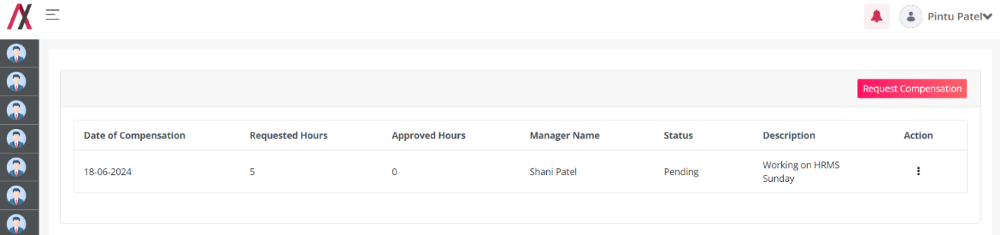 Pintu Patel
Request Compensation
Date of Compensation Requested Hours Approved Hours Manager Name Status Description Action
18-06-2024 5 0 Shani Patel Pending Working on HRMS
Sunday